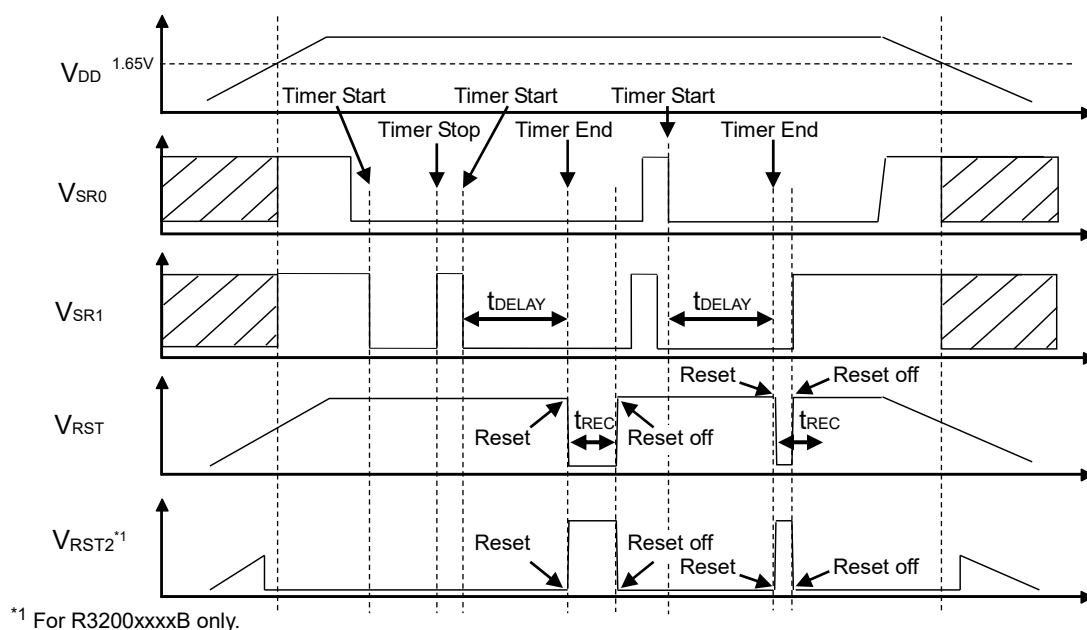 VDD
1.65V
Timer Start
Timer Start
Timer Start
Timer Stop
Timer End
Timer End
VSR0
VSR1
tDELAY
tDELAY
Reset
Reset off
VRST
Reset
tREC
Reset off
tREC
VRST2*1
Reset
Reset off
Reset
Reset off
*1 For R3200xxxxB only.